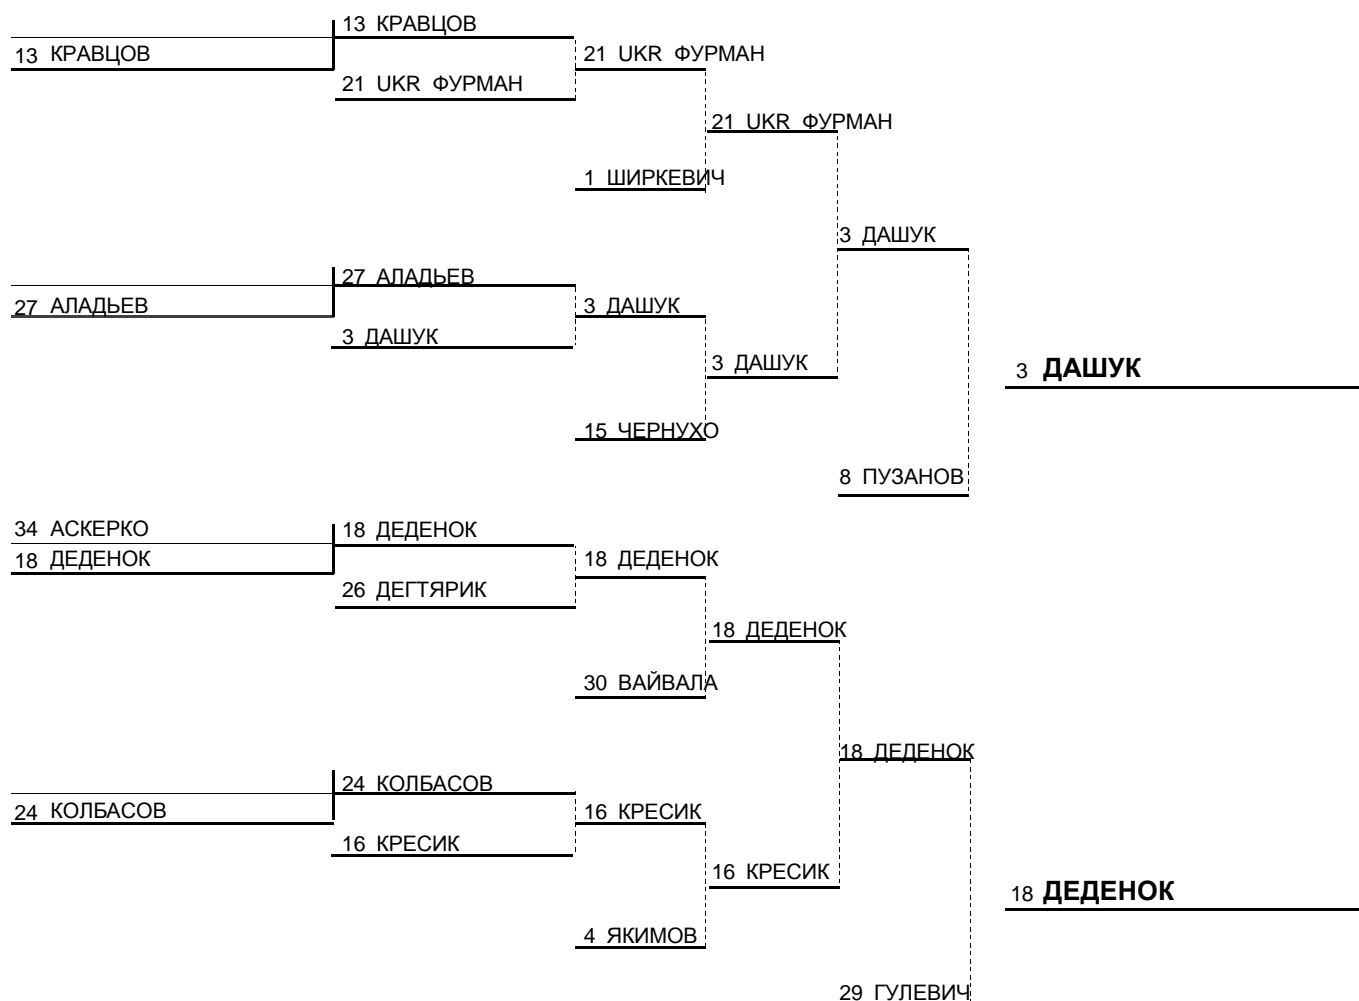 13 КРАВЦОВ
13 КРАВЦОВ
21 UKR ФУРМАН
21 UKR ФУРМАН
21 UKR ФУРМАН
1 ШИРКЕВИЧ
3 ДАШУК
27 АЛАДЬЕВ
27 АЛАДЬЕВ
3 ДАШУК
3 ДАШУК
3 ДАШУК
3 ДАШУК
15 ЧЕРНУХО
8 ПУЗАНОВ
34 АСКЕРКО
18 ДЕДЕНОК
18 ДЕДЕНОК
18 ДЕДЕНОК
26 ДЕГТЯРИК
18 ДЕДЕНОК
30 ВАЙВАЛА
18 ДЕДЕНОК
24 КОЛБАСОВ
24 КОЛБАСОВ
16 КРЕСИК
16 КРЕСИК
16 КРЕСИК
18 ДЕДЕНОК
4 ЯКИМОВ
29 ГУЛЕВИЧ